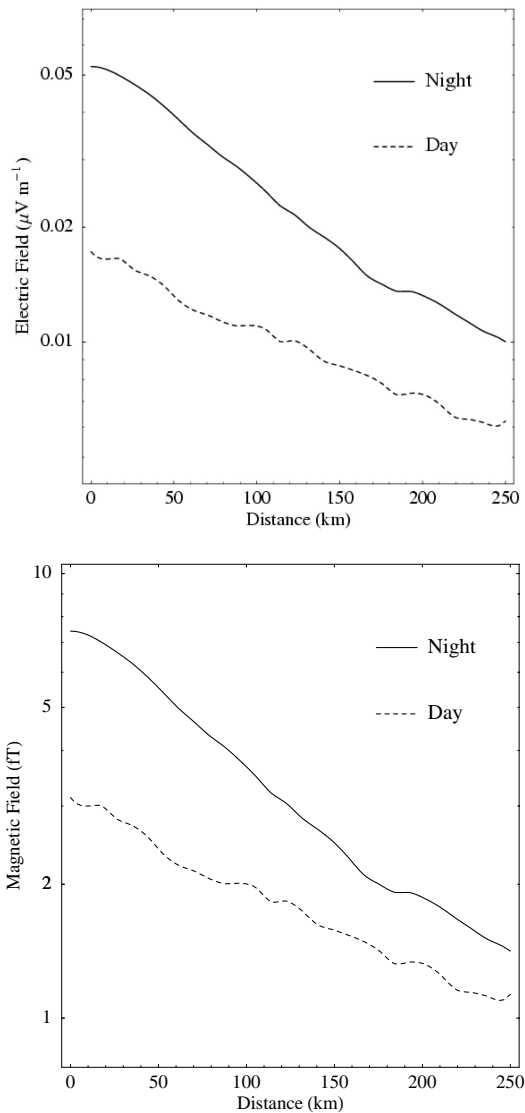 0.05
Night
Day
Electric Field (μV m⁻¹)
0.02
0.01
0 50 100 150 200 250
Distance (km)
10
Night
5
Day
Magnetic Field (fT)
2
1
0 50 100 150 200 250
Distance (km)